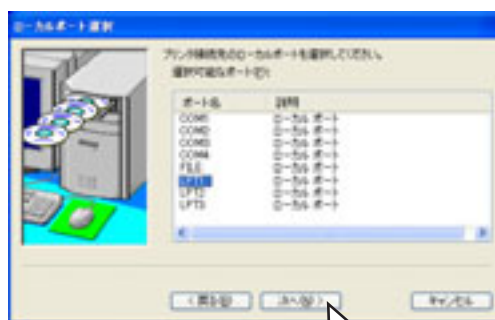 ローカルポート選択
プリンタ接続先のローカルポートを選択してください。
選択可能なポート(P):
ポート名 説明
COM1 ローカル ポート
COM2 ローカル ポート
COM3 ローカル ポート
COM4 ローカル ポート
FILE ローカル ポート
LPT1 ローカル ポート
LPT2 ローカル ポート
LPT3 ローカル ポート
< 戻る(B) 次へ(N) > キャンセル